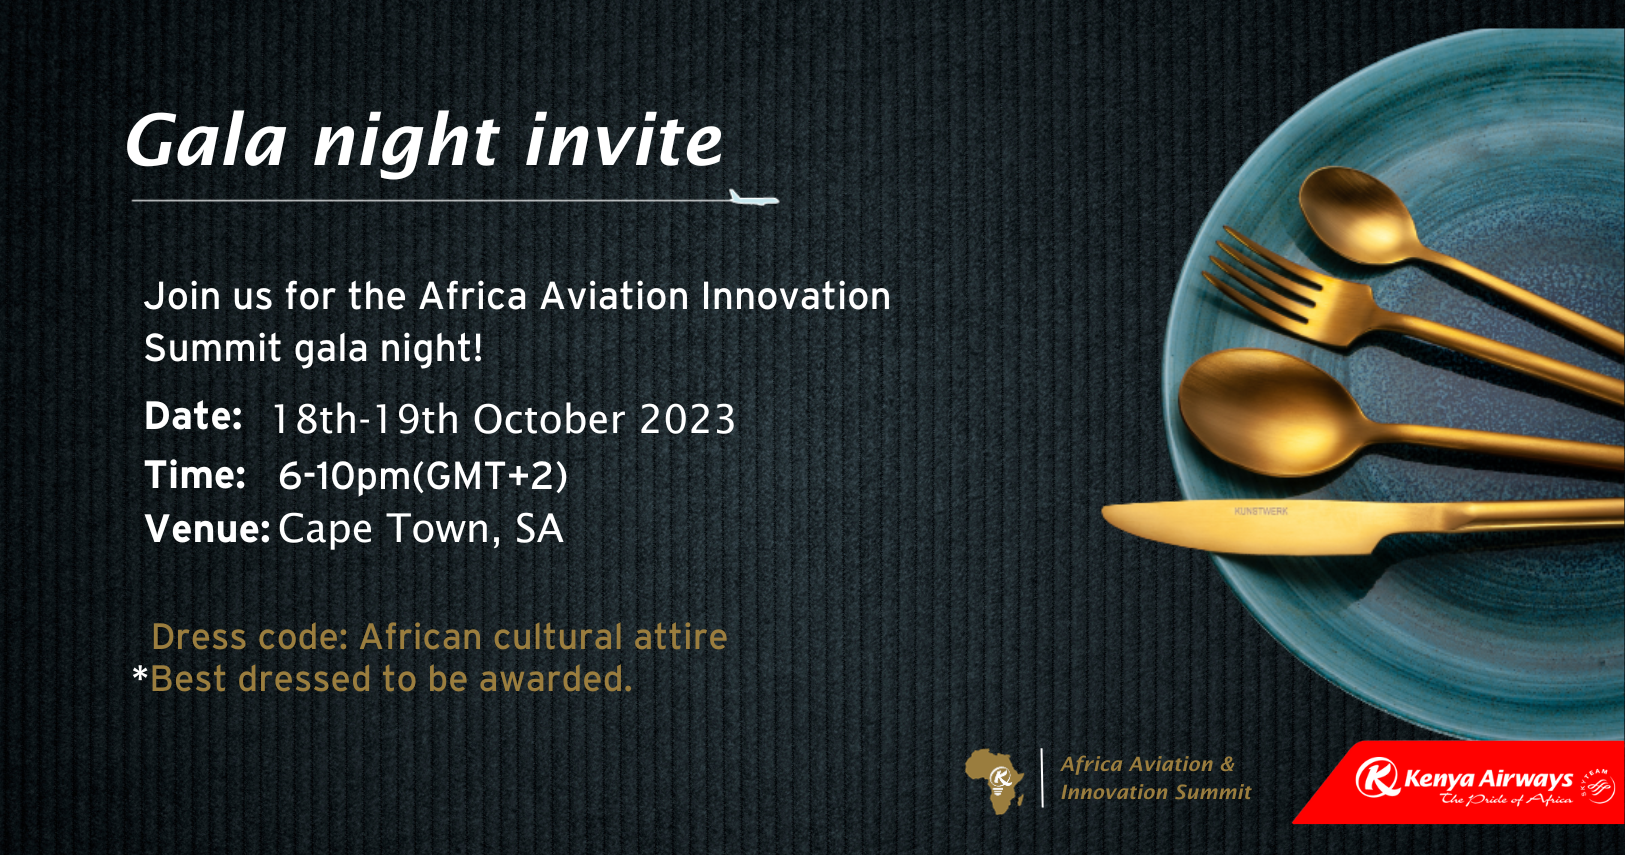 Gala night invite
Join us for the Africa Aviation Innovation
Summit gala night!
Date: 18th-19th October 2023
Time: 6-10pm(GMT+2)
Venue: Cape Town, SA
Dress code: African cultural attire
*Best dressed to be awarded.
KUNSTWERK
Africa Aviation &
Innovation Summit
Kenya Airways
The Pride of Africa
SKYTEAM